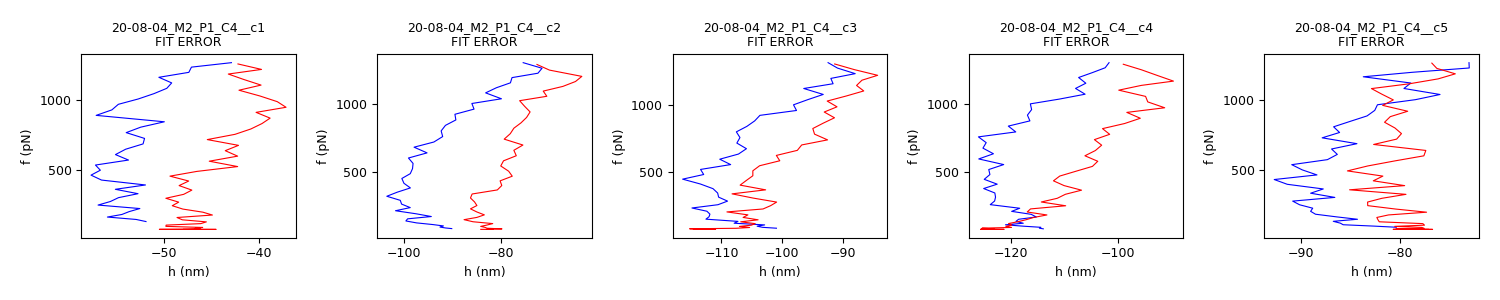 20-08-04_M2_P1_C4__c1
FIT ERROR
f (pN)
1000
500
−50
−40
h (nm)
20-08-04_M2_P1_C4__c2
FIT ERROR
f (pN)
1000
500
−100
−80
h (nm)
20-08-04_M2_P1_C4__c3
FIT ERROR
f (pN)
1000
500
−110
−100
−90
h (nm)
20-08-04_M2_P1_C4__c4
FIT ERROR
f (pN)
1000
500
−120
−100
h (nm)
20-08-04_M2_P1_C4__c5
FIT ERROR
f (pN)
1000
500
−90
−80
h (nm)